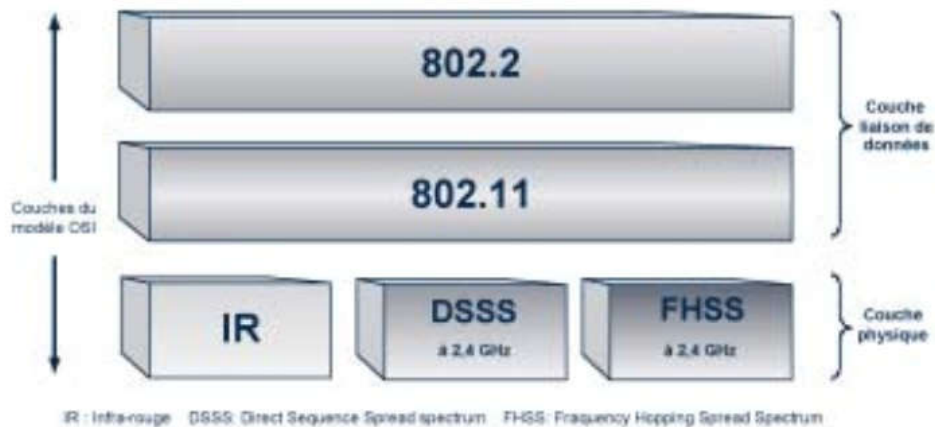 802.2
Couche
liaison de
données
802.11
Couches du
modèle OSI
IR
DSSS
à 2,4 GHz
FHSS
à 2,4 GHz
Couche
physique
IR : Infra-rouge DSSS: Direct Sequence Spread spectrum FHSS: Fraquency Hopping Spread Spectrum